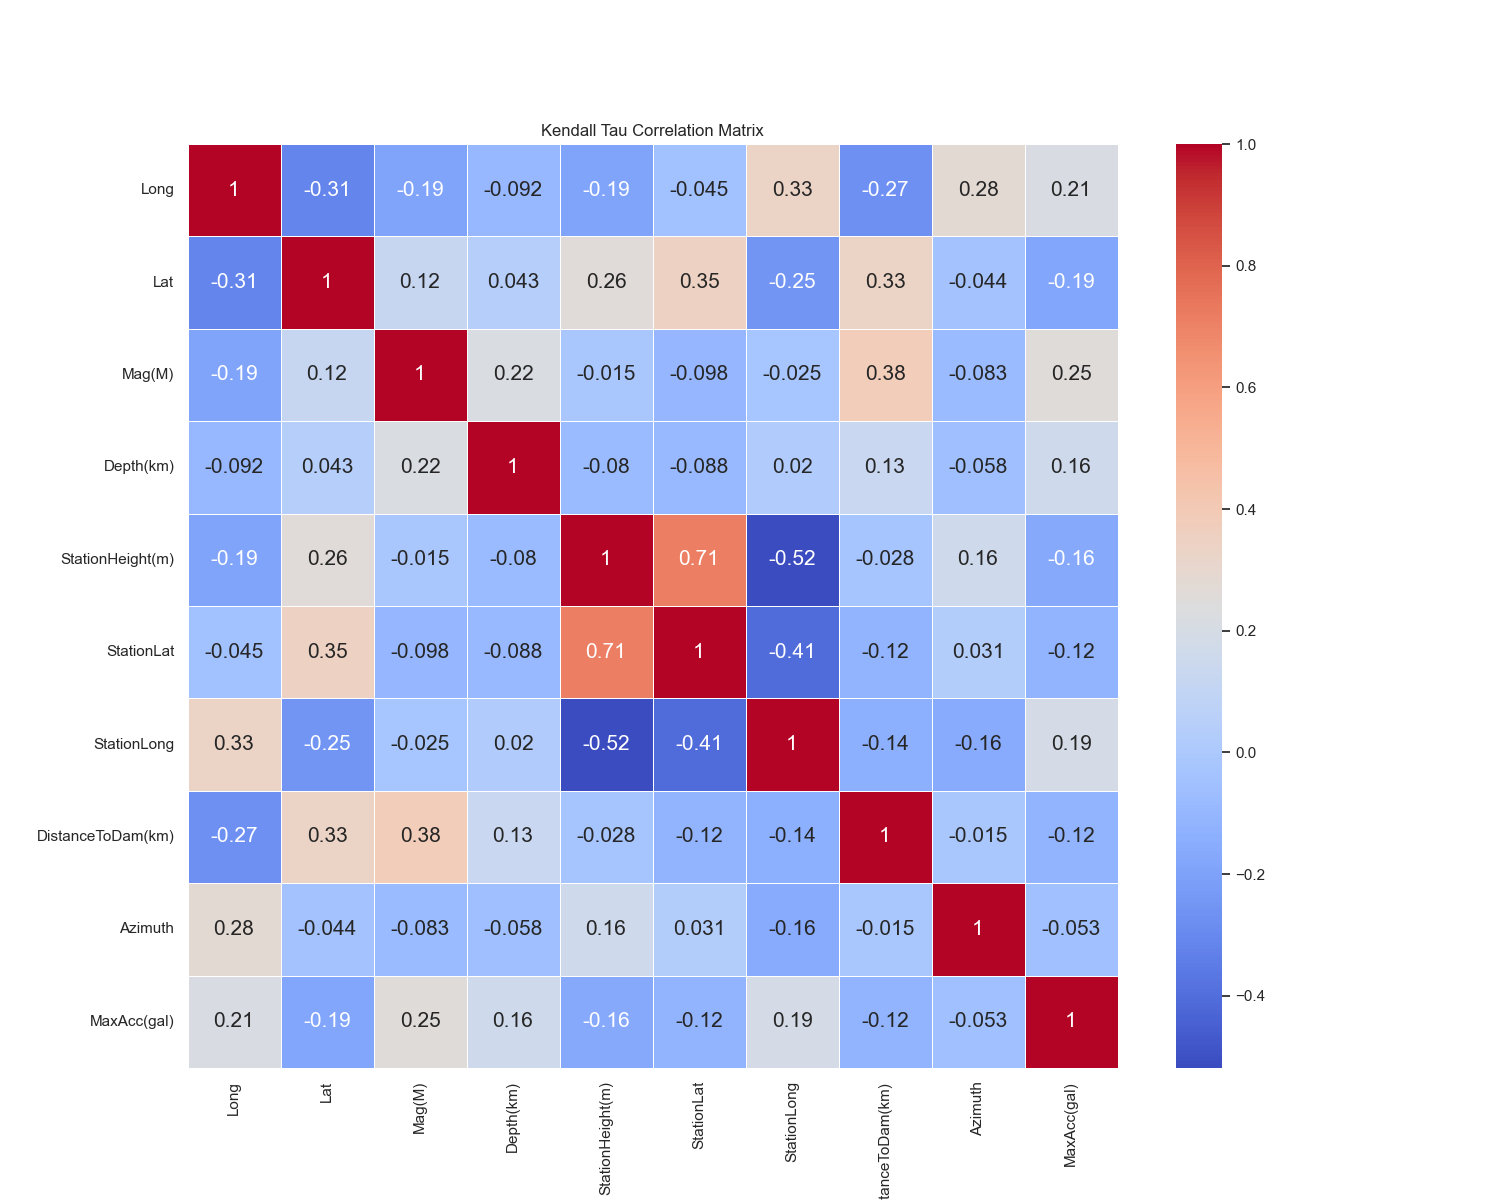 Kendall Tau Correlation Matrix
Long 1 -0.31 -0.19 -0.092 -0.19 -0.045 0.33 -0.27 0.28 0.21
Lat -0.31 1 0.12 0.043 0.26 0.35 -0.25 0.33 -0.044 -0.19
Mag(M) -0.19 0.12 1 0.22 -0.015 -0.098 -0.025 0.38 -0.083 0.25
Depth(km) -0.092 0.043 0.22 1 -0.08 -0.088 0.02 0.13 -0.058 0.16
StationHeight(m) -0.19 0.26 -0.015 -0.08 1 0.71 -0.52 -0.028 0.16 -0.16
StationLat -0.045 0.35 -0.098 -0.088 0.71 1 -0.41 -0.12 0.031 -0.12
StationLong 0.33 -0.25 -0.025 0.02 -0.52 -0.41 1 -0.14 -0.16 0.19
DistanceToDam(km) -0.27 0.33 0.38 0.13 -0.028 -0.12 -0.14 1 -0.015 -0.12
Azimuth 0.28 -0.044 -0.083 -0.058 0.16 0.031 -0.16 -0.015 1 -0.053
MaxAcc(gal) 0.21 -0.19 0.25 0.16 -0.16 -0.12 0.19 -0.12 -0.053 1
Long Lat Mag(M) Depth(km) StationHeight(m) StationLat StationLong tanceToDam(km) Azimuth MaxAcc(gal)
1.0
0.8
0.6
0.4
0.2
0.0
−0.2
−0.4